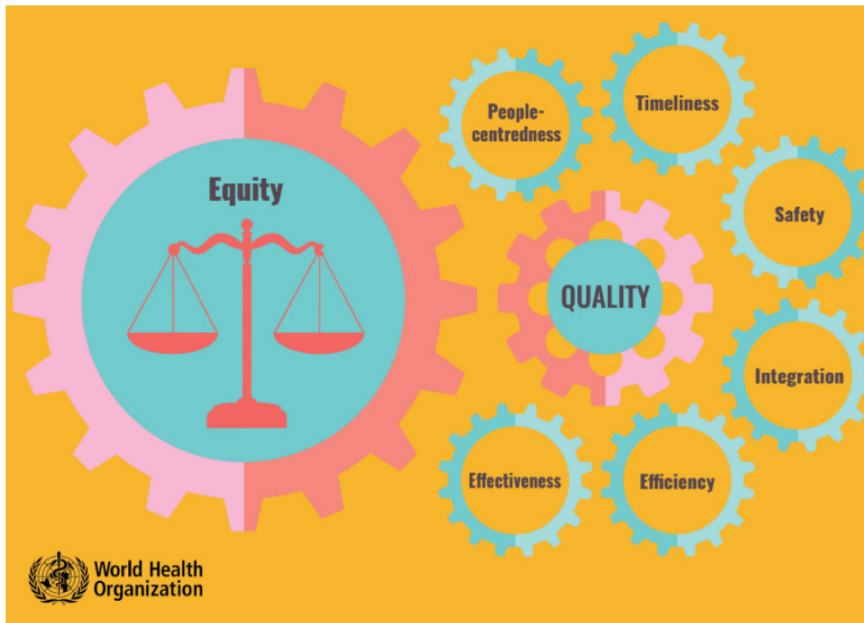 Equity
People-
centredness
Timeliness
Safety
QUALITY
Integration
Effectiveness
Efficiency
World Health
Organization